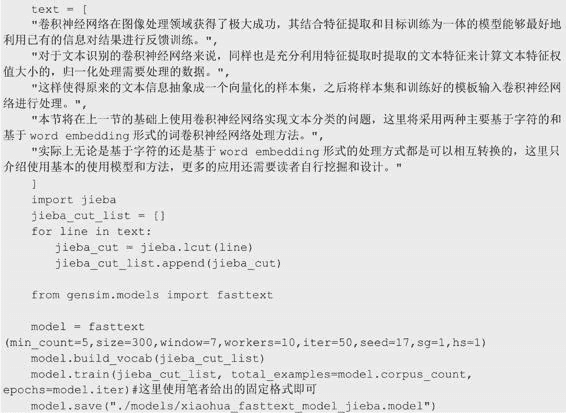 text = [
"卷积神经网络在图像处理领域获得了极大成功，其结合特征提取和目标训练为一体的模型能够最好地
利用已有的信息对结果进行反馈训练。",
"对于文本识别的卷积神经网络来说，同样也是充分利用特征提取时提取的文本特征来计算文本特征权
值大小的，归一化处理需要处理的数据。",
"这样使得原来的文本信息抽象成一个向量化的样本集，之后将样本集和训练好的模板输入卷积神经网
络进行处理。",
"本节将在上一节的基础上使用卷积神经网络实现文本分类的问题，这里将采用两种主要基于字符的和
基于 word embedding 形式的词卷积神经网络处理方法。",
"实际上无论是基于字符的还是基于 word embedding 形式的处理方式都是可以相互转换的，这里只
介绍使用基本的使用模型和方法，更多的应用还需要读者自行挖掘和设计。"
]
import jieba
jieba_cut_list = []
for line in text:
jieba_cut = jieba.lcut(line)
jieba_cut_list.append(jieba_cut)
from gensim.models import fasttext
model = fasttext
(min_count=5,size=300,window=7,workers=10,iter=50,seed=17,sg=1,hs=1)
model.build_vocab(jieba_cut_list)
model.train(jieba_cut_list, total_examples=model.corpus_count,
epochs=model.iter)#这里使用笔者给出的固定格式即可
model.save("./models/xiaohua_fasttext_model_jieba.model")